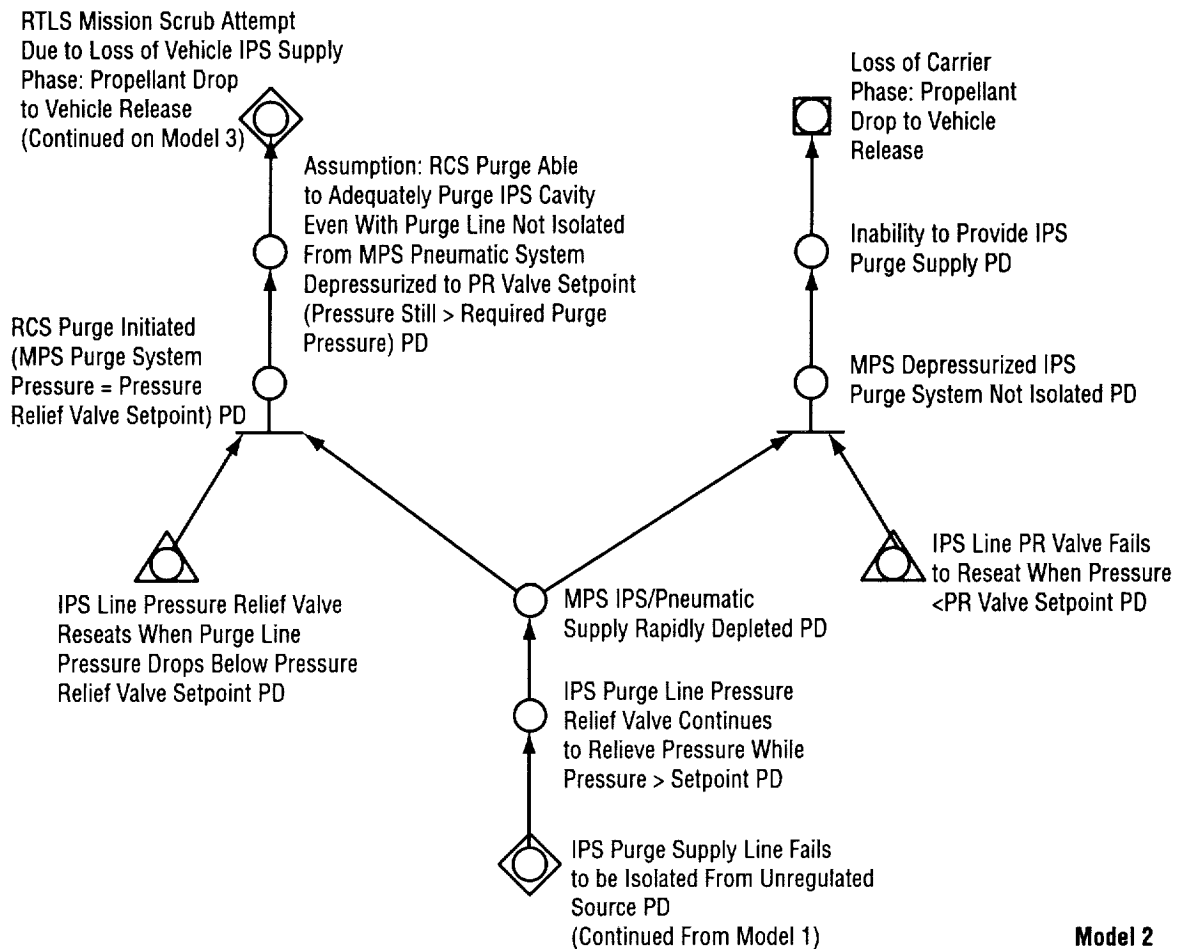 RTLS Mission Scrub Attempt
Due to Loss of Vehicle IPS Supply
Phase: Propellant Drop
to Vehicle Release
(Continued on Model 3)
Loss of Carrier
Phase: Propellant
Drop to Vehicle
Release
Assumption: RCS Purge Able
to Adequately Purge IPS Cavity
Even With Purge Line Not Isolated
From MPS Pneumatic System
Depressurized to PR Valve Setpoint
(Pressure Still > Required Purge
Pressure) PD
Inability to Provide IPS
Purge Supply PD
RCS Purge Initiated
(MPS Purge System
Pressure = Pressure
Relief Valve Setpoint) PD
MPS Depressurized IPS
Purge System Not Isolated PD
IPS Line Pressure Relief Valve
Reseats When Purge Line
Pressure Drops Below Pressure
Relief Valve Setpoint PD
MPS IPS/Pneumatic
Supply Rapidly Depleted PD
IPS Line PR Valve Fails
to Reseat When Pressure
<PR Valve Setpoint PD
IPS Purge Line Pressure
Relief Valve Continues
to Relieve Pressure While
Pressure > Setpoint PD
IPS Purge Supply Line Fails
to be Isolated From Unregulated
Source PD
(Continued From Model 1)
Model 2